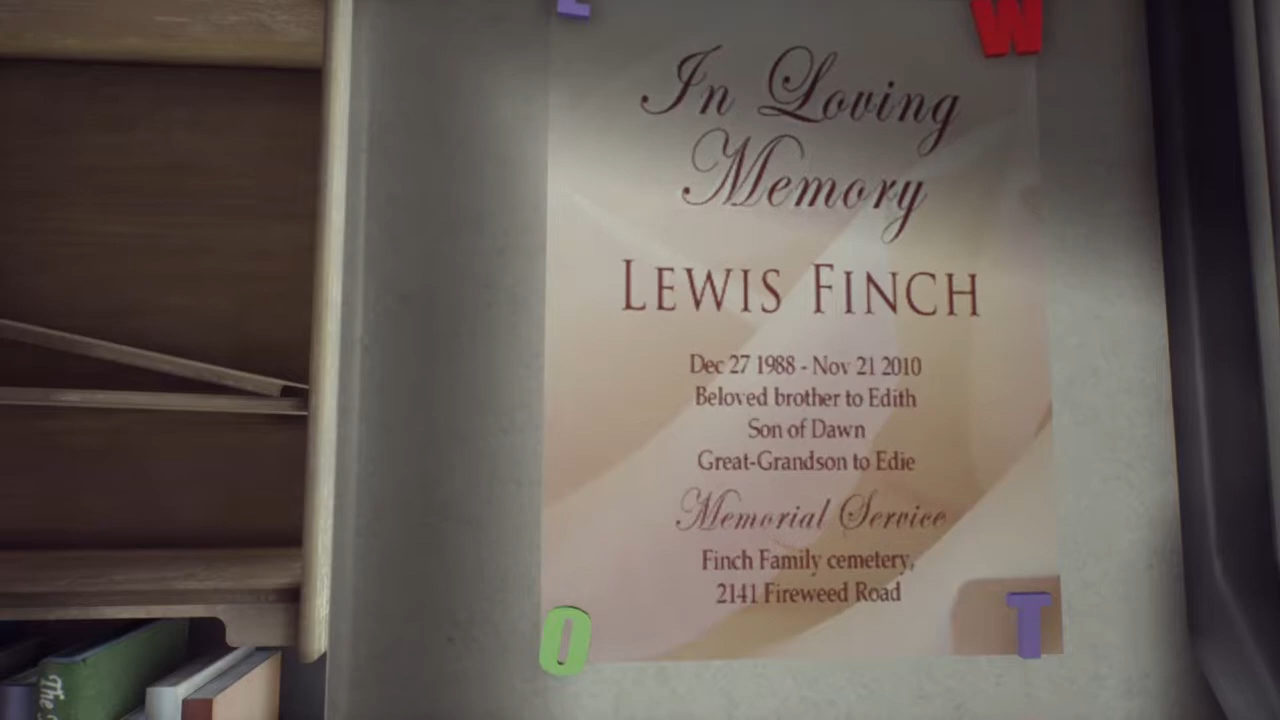 W
In Loving
Memory
LEWIS FINCH
Dec 27 1988 - Nov 21 2010
Beloved brother to Edith
Son of Dawn
Great-Grandson to Edie
Memorial Service
Finch Family cemetery,
2141 Fireweed Road
O
T
The